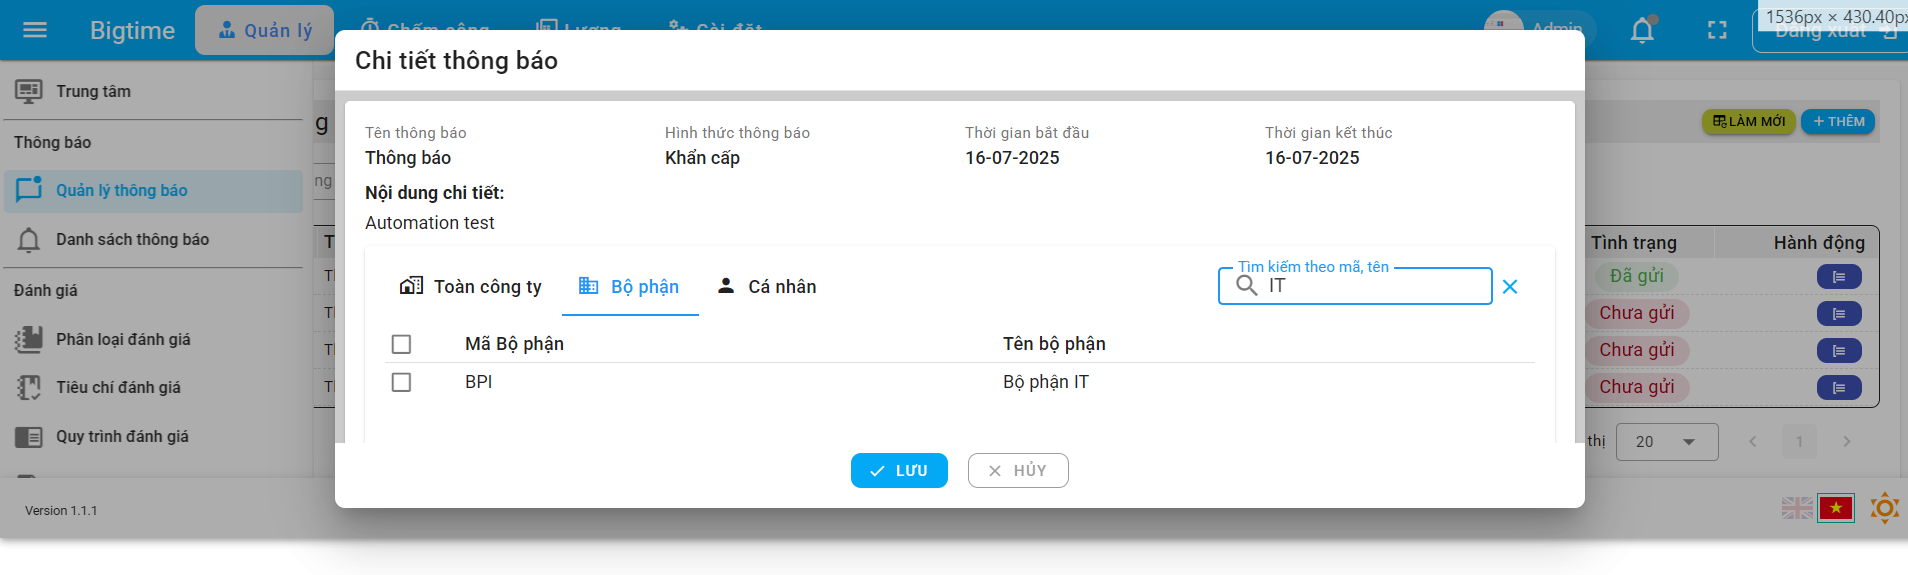 Bigtime
Quản lý
Chấm công
Lương
Cài đặt
Admin
Đăng xuất
1536px × 430.40px
Chi tiết thông báo
Trung tâm
Thông báo
Quản lý thông báo
Danh sách thông báo
Đánh giá
Phân loại đánh giá
Tiêu chí đánh giá
Quy trình đánh giá
Version 1.1.1
LÀM MỚI
THÊM
Tên thông báo
Hình thức thông báo
Thời gian bắt đầu
Thời gian kết thúc
Thông báo
Khẩn cấp
16-07-2025
16-07-2025
Nội dung chi tiết:
Automation test
Toàn công ty
Bộ phận
Cá nhân
Tìm kiếm theo mã, tên
IT
Mã Bộ phận
Tên bộ phận
BPI
Bộ phận IT
LƯU
HỦY
Tình trạng
Hành động
Đã gửi
Chưa gửi
Chưa gửi
Chưa gửi
thị
20
1